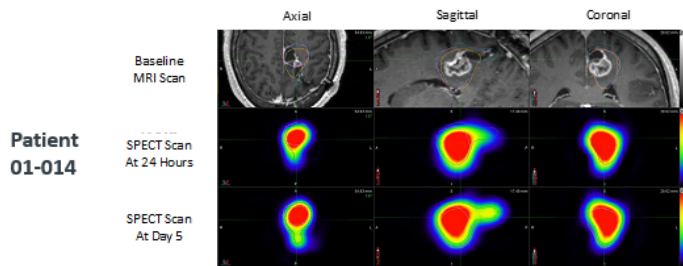 Axial
Sagittal
Coronal
Baseline
MRI Scan
Patient
01-014
SPECT Scan
At 24 Hours
SPECT Scan
At Day 5